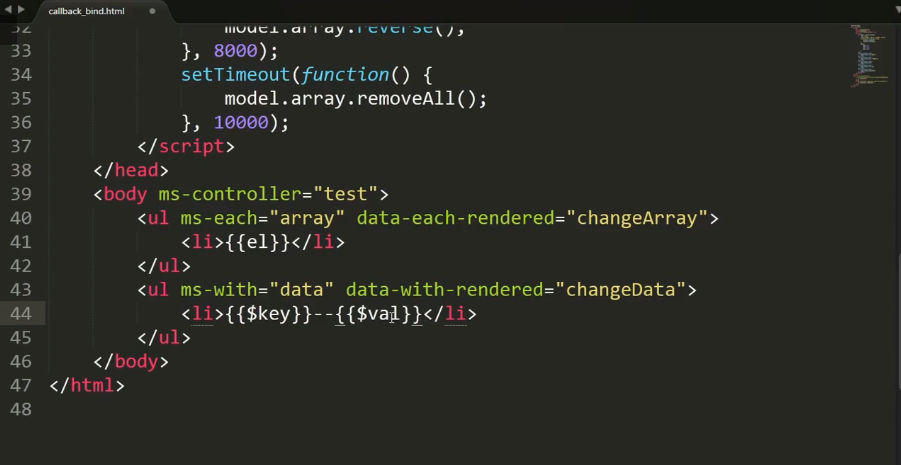 callback_bind.html
32 model.array.reverse();
33 }, 8000);
34 setTimeout(function() {
35 model.array.removeAll();
36 }, 10000);
37 </script>
38 </head>
39 <body ms-controller="test">
40 <ul ms-each="array" data-each-rendered="changeArray">
41 <li>{{el}}</li>
42 </ul>
43 <ul ms-with="data" data-with-rendered="changeData">
44 <li>{{$key}}--{{$val}}</li>
45 </ul>
46 </body>
47 </html>
48